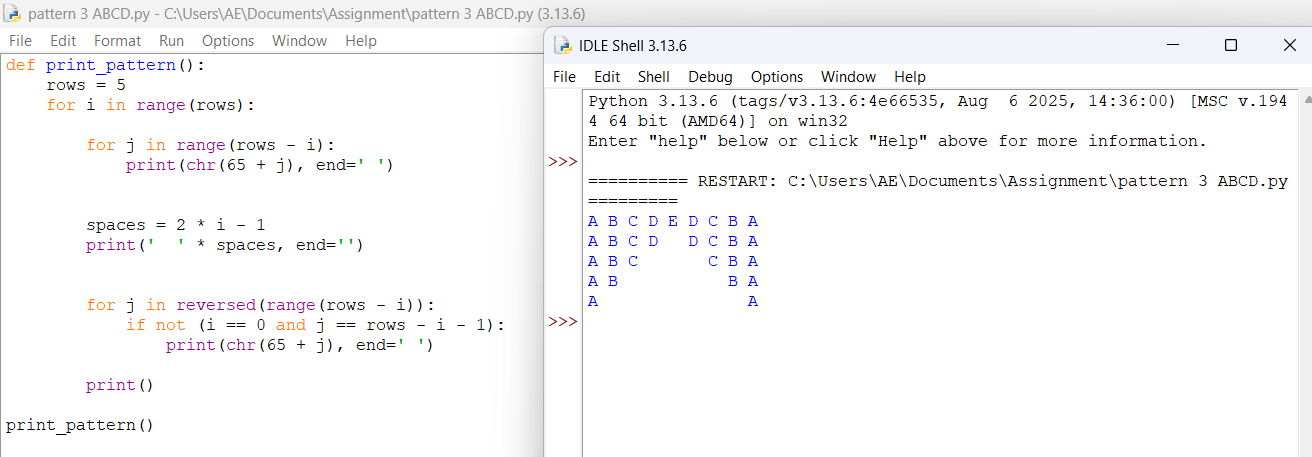 pattern 3 ABCD.py - C:\Users\AE\Documents\Assignment\pattern 3 ABCD.py (3.13.6)
File Edit Format Run Options Window Help
def print_pattern():
    rows = 5
    for i in range(rows):

        for j in range(rows - i):
            print(chr(65 + j), end=' ')


        spaces = 2 * i - 1
        print('  ' * spaces, end='')


        for j in reversed(range(rows - i)):
            if not (i == 0 and j == rows - i - 1):
                print(chr(65 + j), end=' ')

        print()

print_pattern()
IDLE Shell 3.13.6
File Edit Shell Debug Options Window Help
Python 3.13.6 (tags/v3.13.6:4e66535, Aug  6 2025, 14:36:00) [MSC v.194
4 64 bit (AMD64)] on win32
Enter "help" below or click "Help" above for more information.
>>>
========== RESTART: C:\Users\AE\Documents\Assignment\pattern 3 ABCD.py
=========
A B C D E D C B A
A B C D   D C B A
A B C       C B A
A B           B A
A               A
>>>